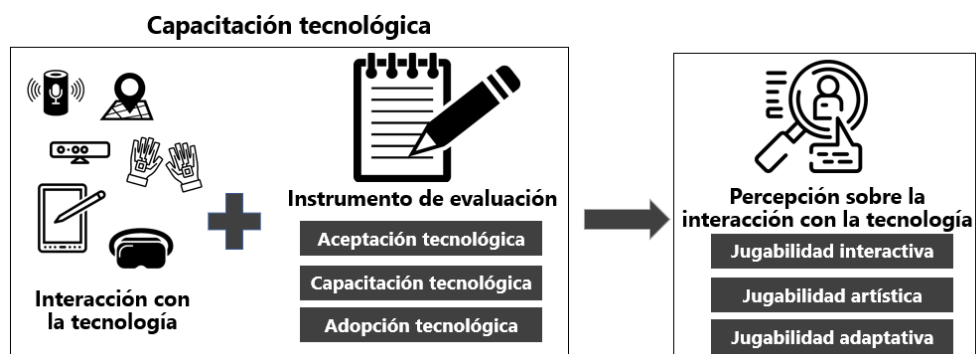 Capacitación tecnológica
Interacción con
la tecnología
Instrumento de evaluación
Aceptación tecnológica
Capacitación tecnológica
Adopción tecnológica
Percepción sobre la
interacción con la tecnología
Jugabilidad interactiva
Jugabilidad artística
Jugabilidad adaptativa